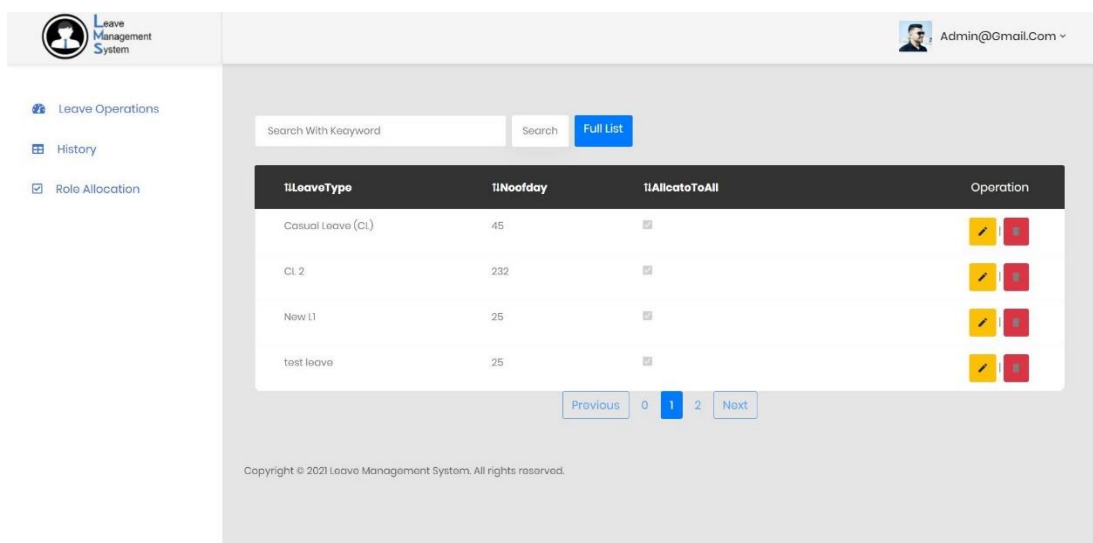 Leave
Management
System
Admin@Gmail.Com
Leave Operations
History
Role Allocation
Search With Keayword Search Full List
⇅LeaveType ⇅Noofday ⇅AllcatoToAll Operation
Casual Leave (CL) 45 |
CL 2 232 |
New L1 25 |
test leave 25 |
Previous 0 1 2 Next
Copyright © 2021 Leave Management System. All rights reserved.